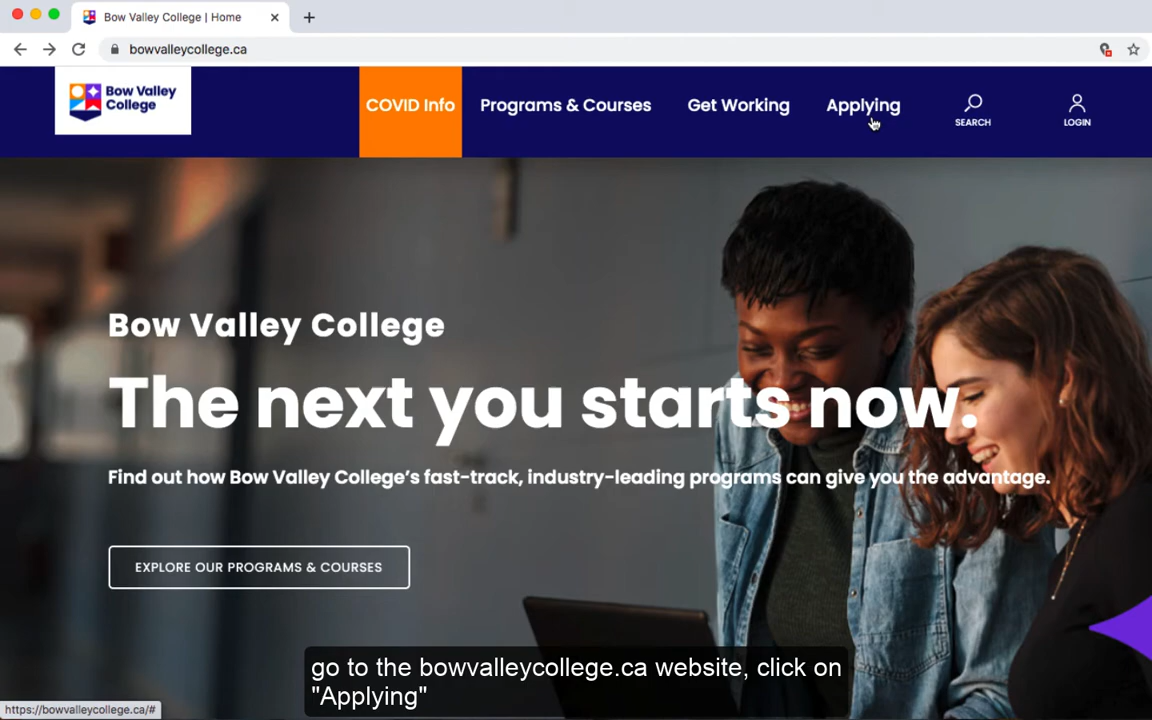 Bow Valley College | Home
bowvalleycollege.ca
Bow Valley
College
COVID Info
Programs & Courses
Get Working
Applying
SEARCH
LOGIN
Bow Valley College
The next you starts now.
Find out how Bow Valley College's fast-track, industry-leading programs can give you the advantage.
EXPLORE OUR PROGRAMS & COURSES
go to the bowvalleycollege.ca website, click on
"Applying"
https://bowvalleycollege.ca/#